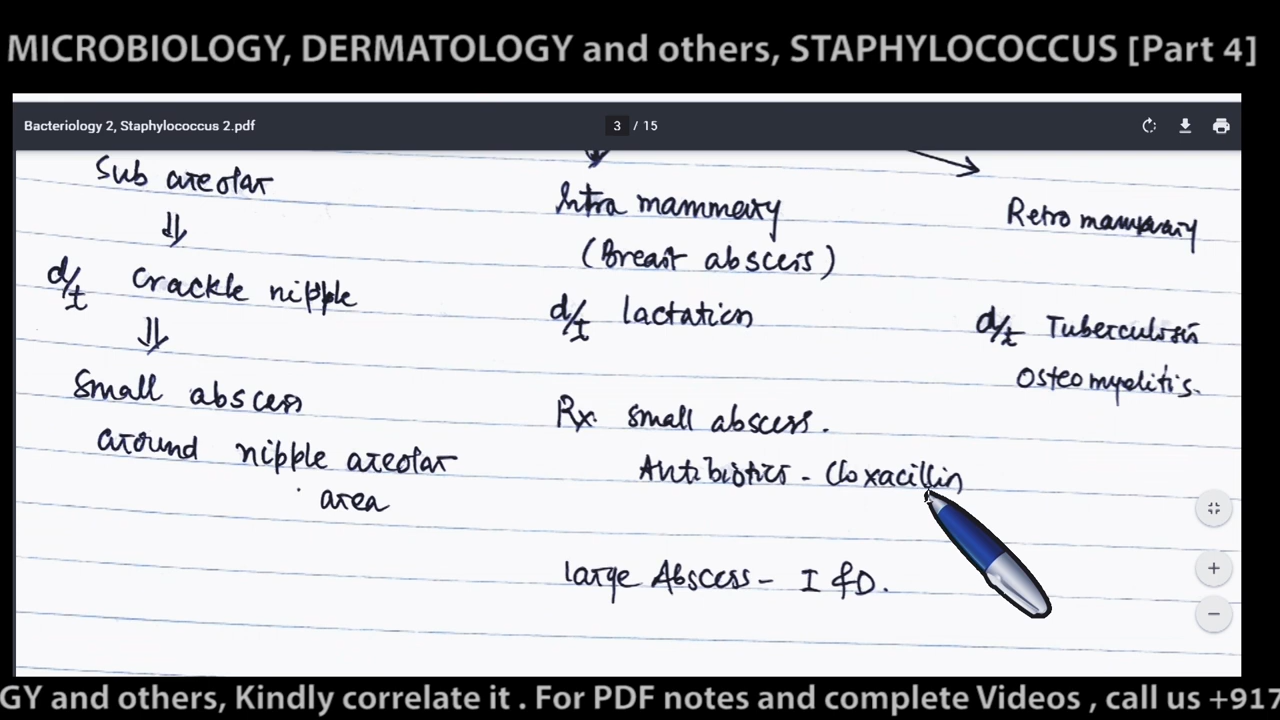 MICROBIOLOGY, DERMATOLOGY and others, STAPHYLOCOCCUS [Part 4]
Bacteriology 2, Staphylococcus 2.pdf
3 / 15
Sub areolar
d/t Crackle nipple
Small abscess
around nipple areolar
area
Intra mammary
(Breast abscess)
d/t lactation
Rx. Small abscess.
Antibiotics - Cloxacillin
large Abscess - I & D.
Retro mammary
d/t Tuberculosis
Osteomyelitis.
GY and others, Kindly correlate it . For PDF notes and complete Videos , call us +917